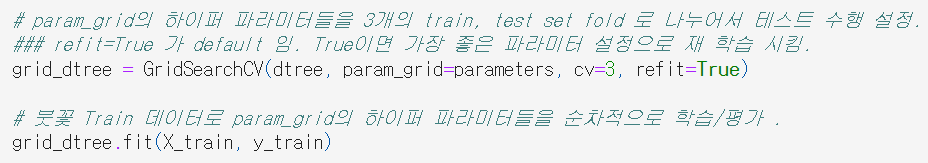 # param_grid의 하이퍼 파라미터들을 3개의 train, test set fold 로 나누어서 테스트 수행 설정.
### refit=True 가 default 임. True이면 가장 좋은 파라미터 설정으로 재 학습 시킴.
grid_dtree = GridSearchCV(dtree, param_grid=parameters, cv=3, refit=True)
# 붓꽃 Train 데이터로 param_grid의 하이퍼 파라미터들을 순차적으로 학습/평가 .
grid_dtree.fit(X_train, y_train)